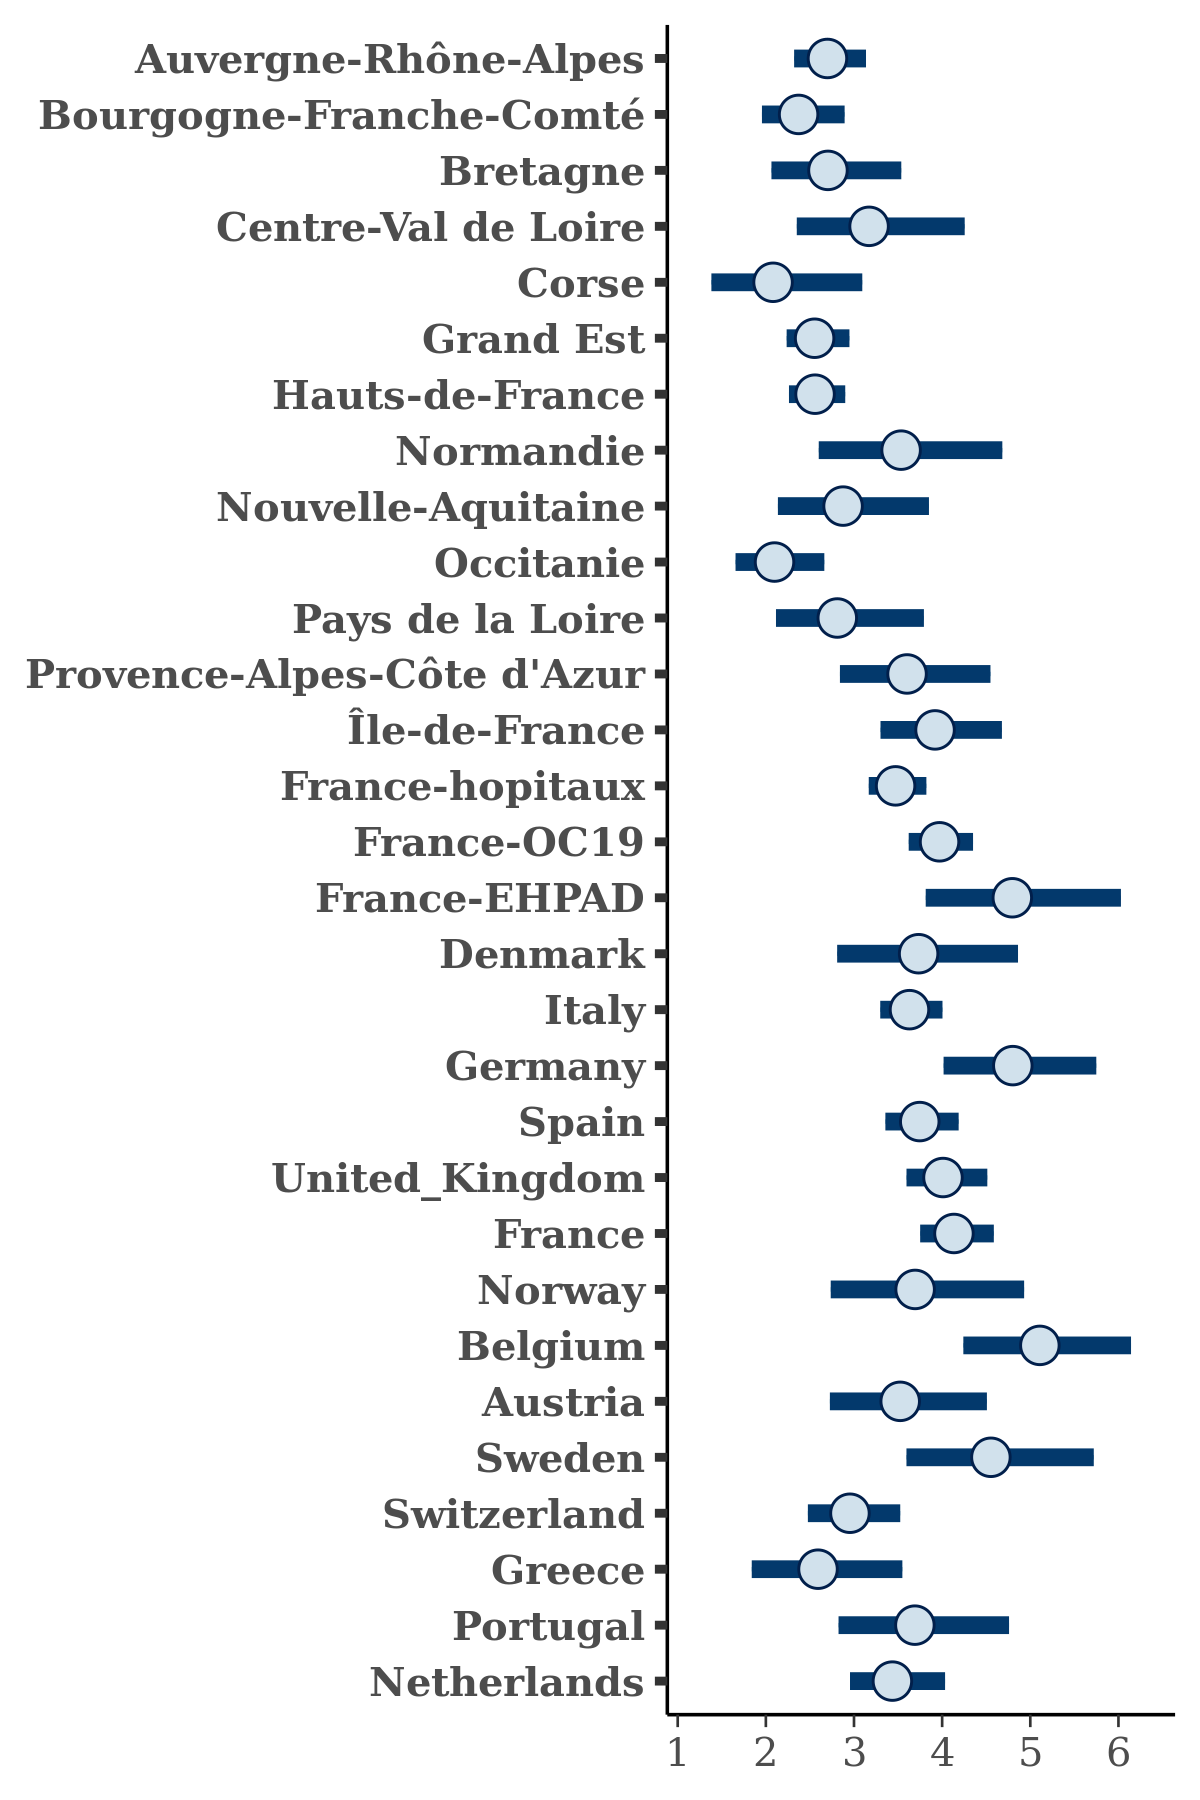 Auvergne-Rhône-Alpes
Bourgogne-Franche-Comté
Bretagne
Centre-Val de Loire
Corse
Grand Est
Hauts-de-France
Normandie
Nouvelle-Aquitaine
Occitanie
Pays de la Loire
Provence-Alpes-Côte d'Azur
Île-de-France
France-hopitaux
France-OC19
France-EHPAD
Denmark
Italy
Germany
Spain
United_Kingdom
France
Norway
Belgium
Austria
Sweden
Switzerland
Greece
Portugal
Netherlands
1 2 3 4 5 6